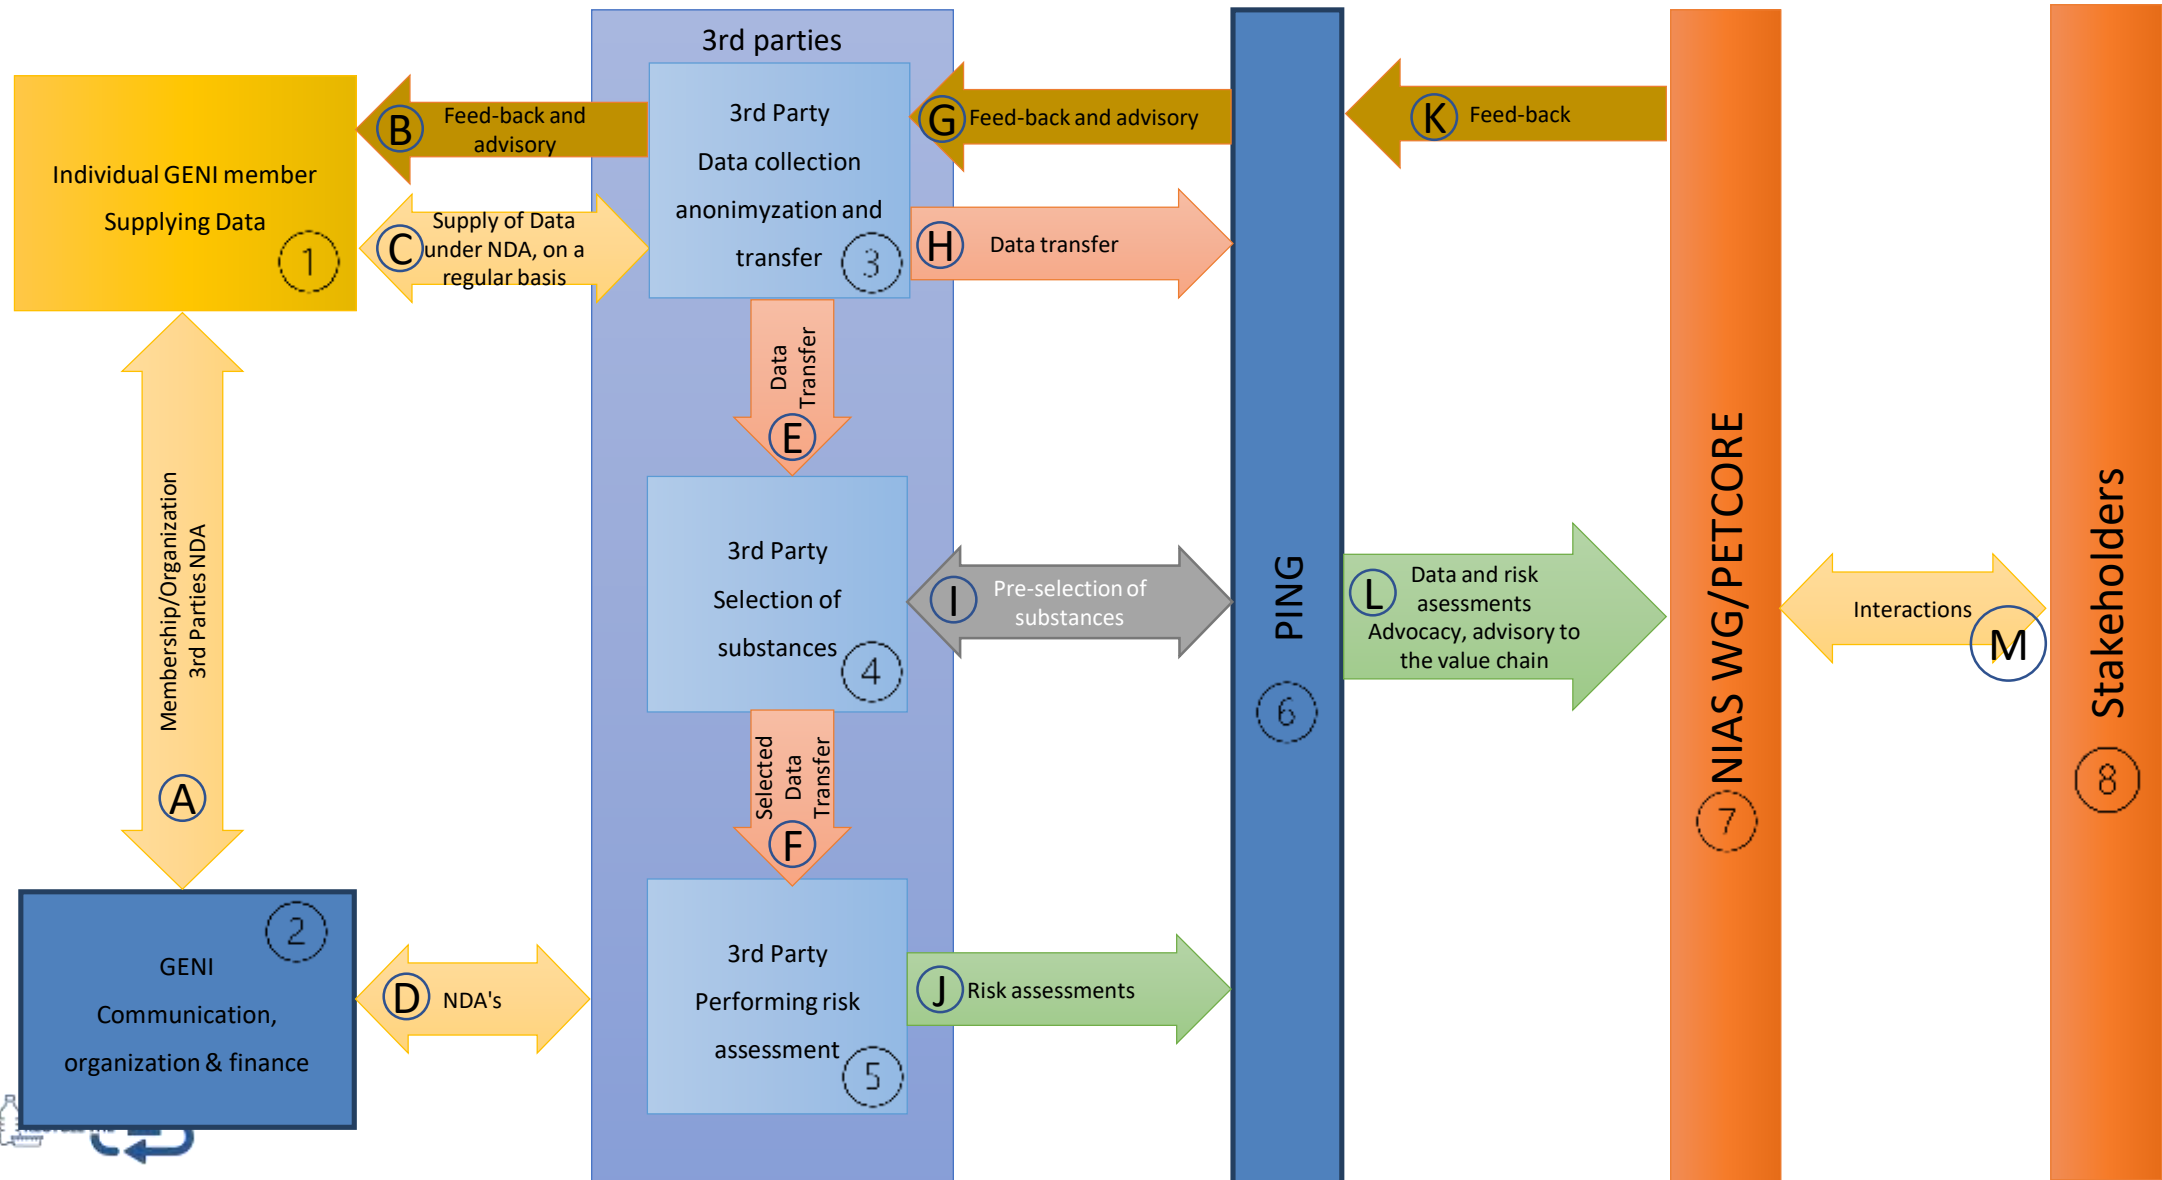 3rd parties
Individual GENI member
Supplying Data
1
B
Feed-back and
advisory
C
Supply of Data
under NDA, on a
regular basis
3rd Party
Data collection
anonimyzation and
transfer
3
G
Feed-back and advisory
H
Data transfer
K
Feed-back
Data
Transfer
E
Membership/Organization
3rd Parties NDA
A
3rd Party
Selection of
substances
4
I
Pre-selection of
substances
PING
6
L
Data and risk
asessments
Advocacy, advisory to
the value chain
NIAS WG/PETCORE
7
Interactions
M
Stakeholders
8
Selected
Data
Transfer
F
2
GENI
Communication,
organization & finance
D
NDA's
3rd Party
Performing risk
assessment
5
J
Risk assessments